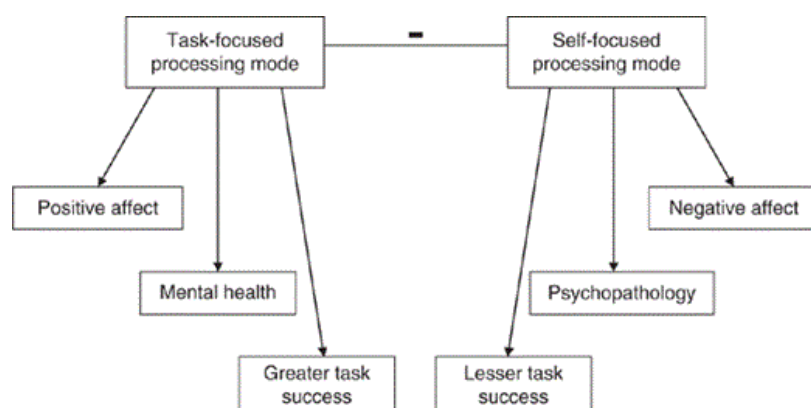 Task-focused
processing mode
-
Self-focused
processing mode
Positive affect
Negative affect
Mental health
Psychopathology
Greater task
success
Lesser task
success